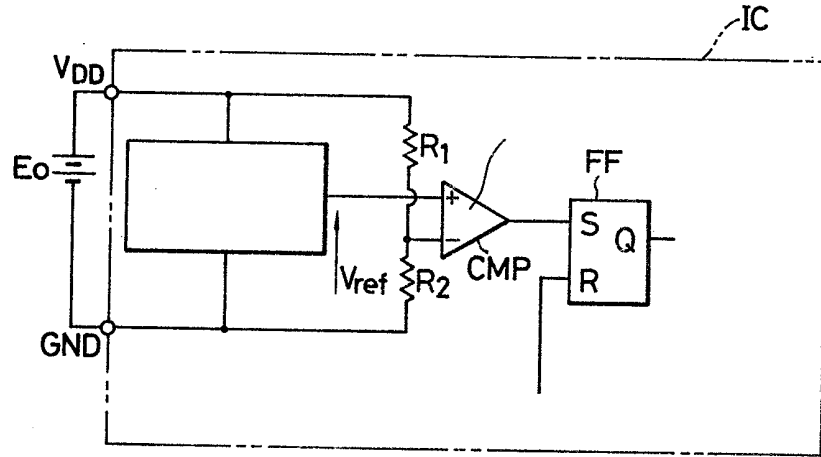 IC
VDD
Eo
R1
FF
+
S
Q
Vref
−
R2
CMP
R
GND